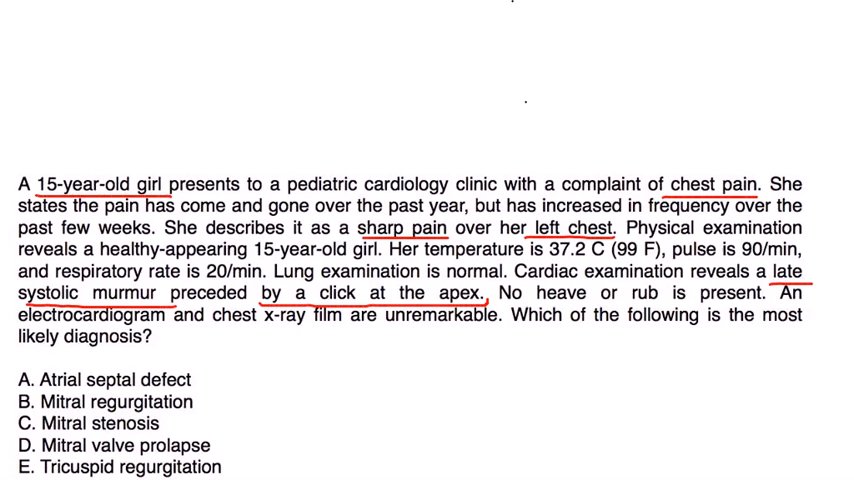 A 15-year-old girl presents to a pediatric cardiology clinic with a complaint of chest pain. She
states the pain has come and gone over the past year, but has increased in frequency over the
past few weeks. She describes it as a sharp pain over her left chest. Physical examination
reveals a healthy-appearing 15-year-old girl. Her temperature is 37.2 C (99 F), pulse is 90/min,
and respiratory rate is 20/min. Lung examination is normal. Cardiac examination reveals a late
systolic murmur preceded by a click at the apex. No heave or rub is present. An
electrocardiogram and chest x-ray film are unremarkable. Which of the following is the most
likely diagnosis?
A. Atrial septal defect
B. Mitral regurgitation
C. Mitral stenosis
D. Mitral valve prolapse
E. Tricuspid regurgitation